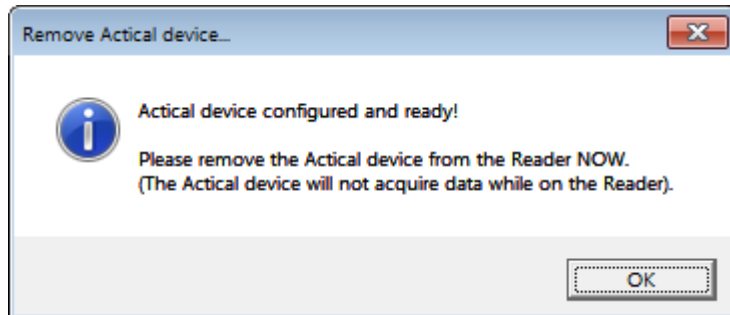 Remove Actical device...
Actical device configured and ready!
Please remove the Actical device from the Reader NOW.
(The Actical device will not acquire data while on the Reader).
OK